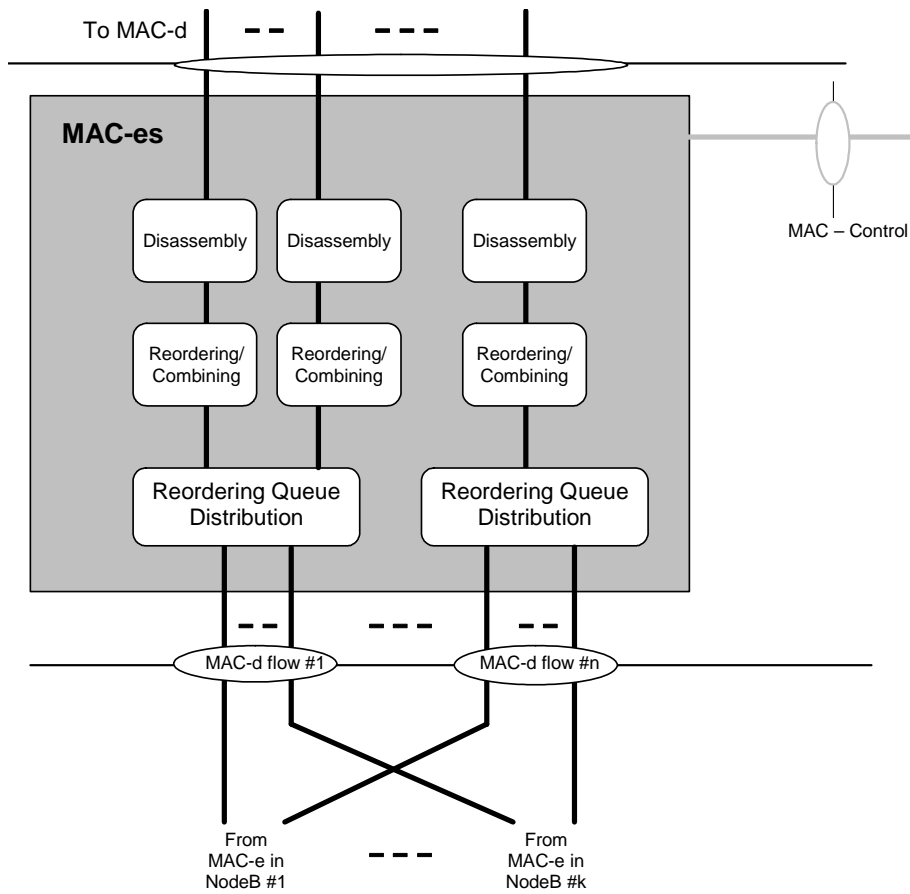 To MAC-d
MAC-es
MAC – Control
Disassembly
Disassembly
Disassembly
Reordering/
Combining
Reordering/
Combining
Reordering/
Combining
Reordering Queue
Distribution
Reordering Queue
Distribution
MAC-d flow #1
MAC-d flow #n
From
MAC-e in
NodeB #1
From
MAC-e in
NodeB #k